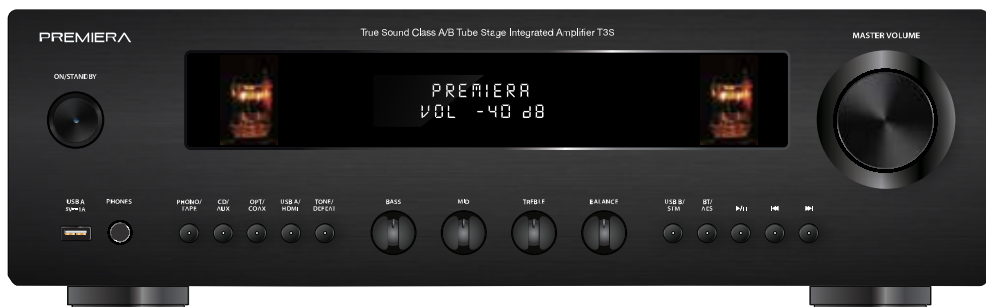 PREMIERA
True Sound Class A/B Tube Stage Integrated Amplifier T3S
MASTER VOLUME
ON/STANDBY
PREMIERA
VOL -40 dB
USB A
5V 1A
PHONES
PHONO/
TAPE
CD/
AUX
OPT/
COAX
USB A/
HDMI
TONE/
DEFEAT
BASS
MID
TREBLE
BALANCE
USB B/
STM
BT/
AES